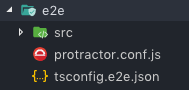 e2e
src
protractor.conf.js
tsconfig.e2e.json